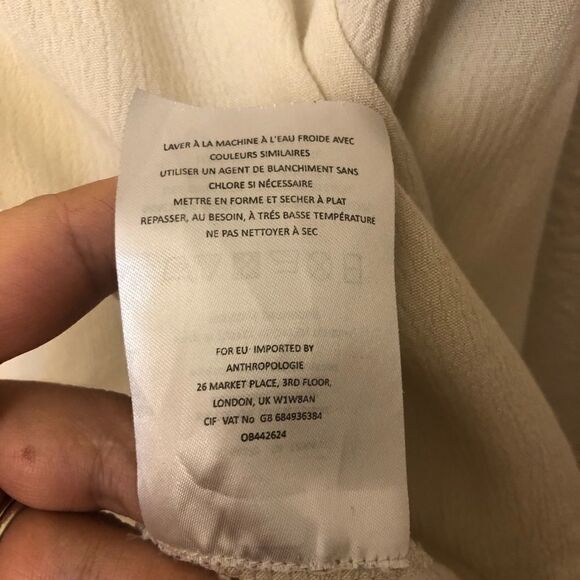 LAVER À LA MACHINE À L'EAU FROIDE AVEC
COULEURS SIMILAIRES
UTILISER UN AGENT DE BLANCHIMENT SANS
CHLORE SI NÉCESSAIRE
METTRE EN FORME ET SECHER À PLAT
REPASSER, AU BESOIN, À TRÉS BASSE TEMPÉRATURE
NE PAS NETTOYER À SEC
FOR EU IMPORTED BY
ANTHROPOLOGIE
26 MARKET PLACE, 3RD FLOOR,
LONDON, UK W1W8AN
CIF VAT No GB 684936384
OB442624